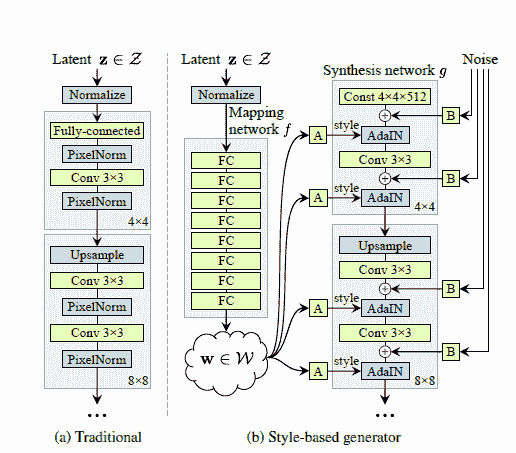 Latent z ∈ Z
Normalize
Fully-connected
PixelNorm
Conv 3×3
PixelNorm
4×4
Upsample
Conv 3×3
PixelNorm
Conv 3×3
PixelNorm
8×8
...
(a) Traditional
Latent z ∈ Z
Normalize
Mapping
network f
FC
FC
FC
FC
FC
FC
FC
FC
w ∈ W
Noise
Synthesis network g
Const 4×4×512
B
A
style
AdaIN
Conv 3×3
B
A
style
AdaIN
4×4
Upsample
Conv 3×3
B
A
style
AdaIN
Conv 3×3
B
A
style
AdaIN
8×8
...
(b) Style-based generator